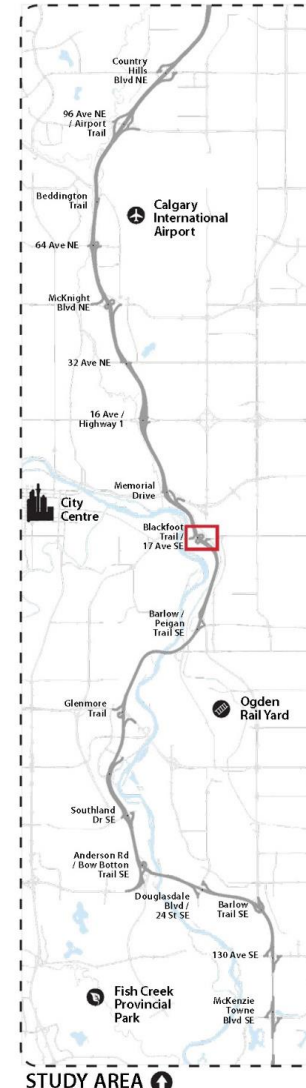 Country
Hills
Blvd NE
96 Ave NE
/ Airport
Trail
Beddington
Trail
Calgary
International
Airport
64 Ave NE
McKnight
Blvd NE
32 Ave NE
16 Ave /
Highway 1
Memorial
Drive
City
Centre
Blackfoot
Trail /
17 Ave SE
Barlow /
Peigan
Trail SE
Glenmore
Trail
Ogden
Rail Yard
Southland
Dr SE
Anderson Rd
/ Bow Botton
Trail SE
Douglasdale
Blvd /
24 St SE
Barlow
Trail SE
130 Ave SE
Fish Creek
Provincial
Park
McKenzie
Towne
Blvd SE
STUDY AREA